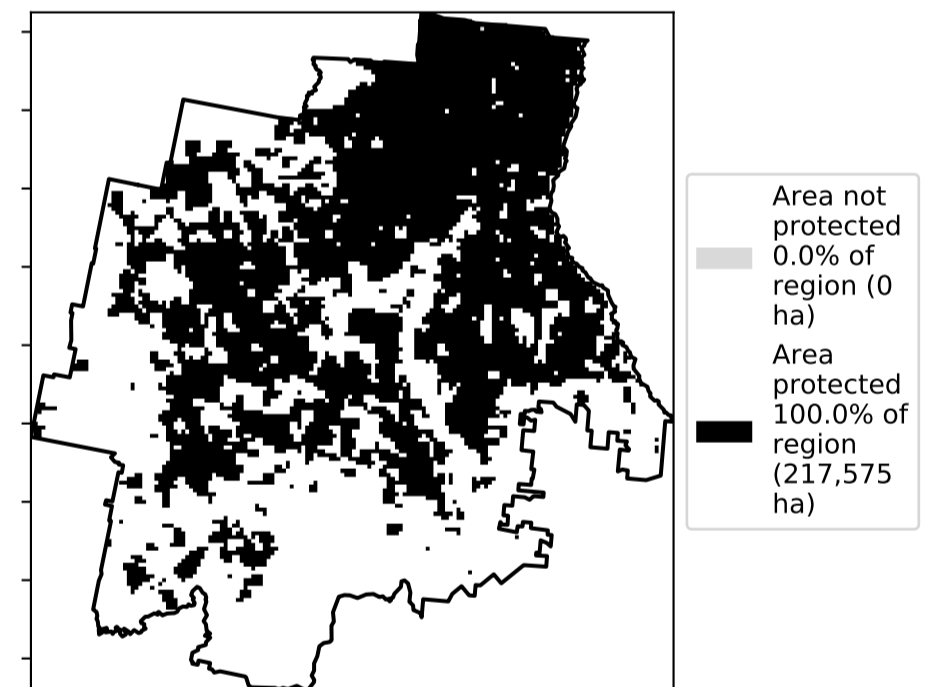 Area not
protected
0.0% of
region (0
ha)
Area
protected
100.0% of
region
(217,575
ha)